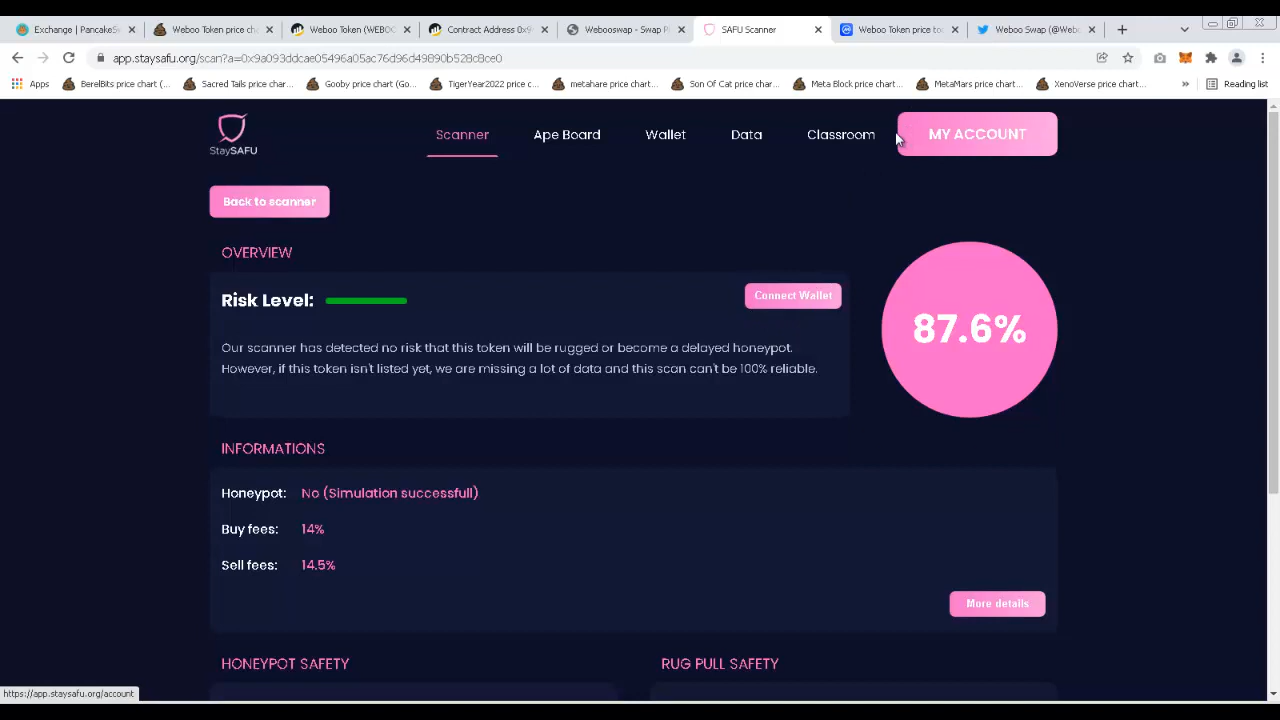 Exchange | PancakeS
Weboo Token price ch
Weboo Token (WEBOO
Contract Address 0x9
Webooswap - Swap P
SAFU Scanner
Weboo Token price to
Weboo Swap (@Web
app.staysafu.org/scan?a=0x9a093ddcae05496a05ac76d96d49890b528c8ce0
Apps
BerelBits price chart (...
Sacred Tails price char...
Gooby price chart (Go...
TigerYear2022 price c...
metahare price chart...
Son Of Cat price char...
Meta Block price char...
MetaMars price chart...
XenoVerse price chart...
»
Reading list
StaySAFU
Scanner
Ape Board
Wallet
Data
Classroom
MY ACCOUNT
Back to scanner
OVERVIEW
Risk Level:
Connect Wallet
87.6%
Our scanner has detected no risk that this token will be rugged or become a delayed honeypot.
However, if this token isn't listed yet, we are missing a lot of data and this scan can't be 100% reliable.
INFORMATIONS
Honeypot: No (Simulation successfull)
Buy fees: 14%
Sell fees: 14.5%
More details
HONEYPOT SAFETY
RUG PULL SAFETY
https://app.staysafu.org/account